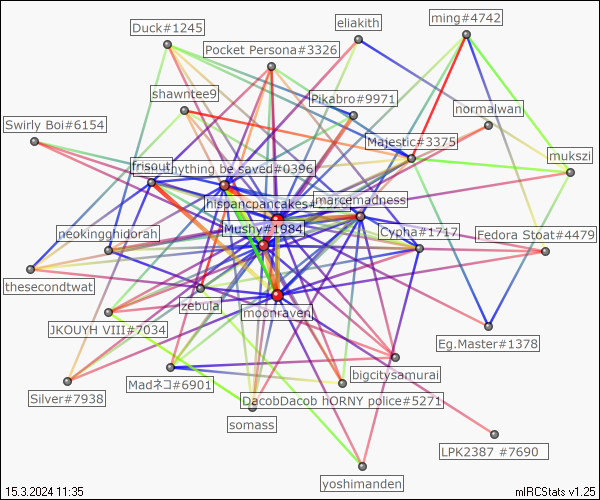 Duck#1245
eliakith
ming#4742
Pocket Persona#3326
shawntee9
Pikabro#9971
normalwan
Swirly Boi#6154
Majestic#3375
mukszi
frisout
nything be saved#0396
hispancpancakes#
marcemadness
neokingghidorah
Mushy#1984
Cypha#1717
Fedora Stoat#4479
thesecondtwat
zebula
moonraven
JKOUYH VIII#7034
Eg.Master#1378
bigcitysamurai
Silver#7938
Madネコ#6901
DacobDacob hORNY police#5271
somass
LPK2387 #7690
yoshimanden
15.3.2024 11:35
mIRCStats v1.25